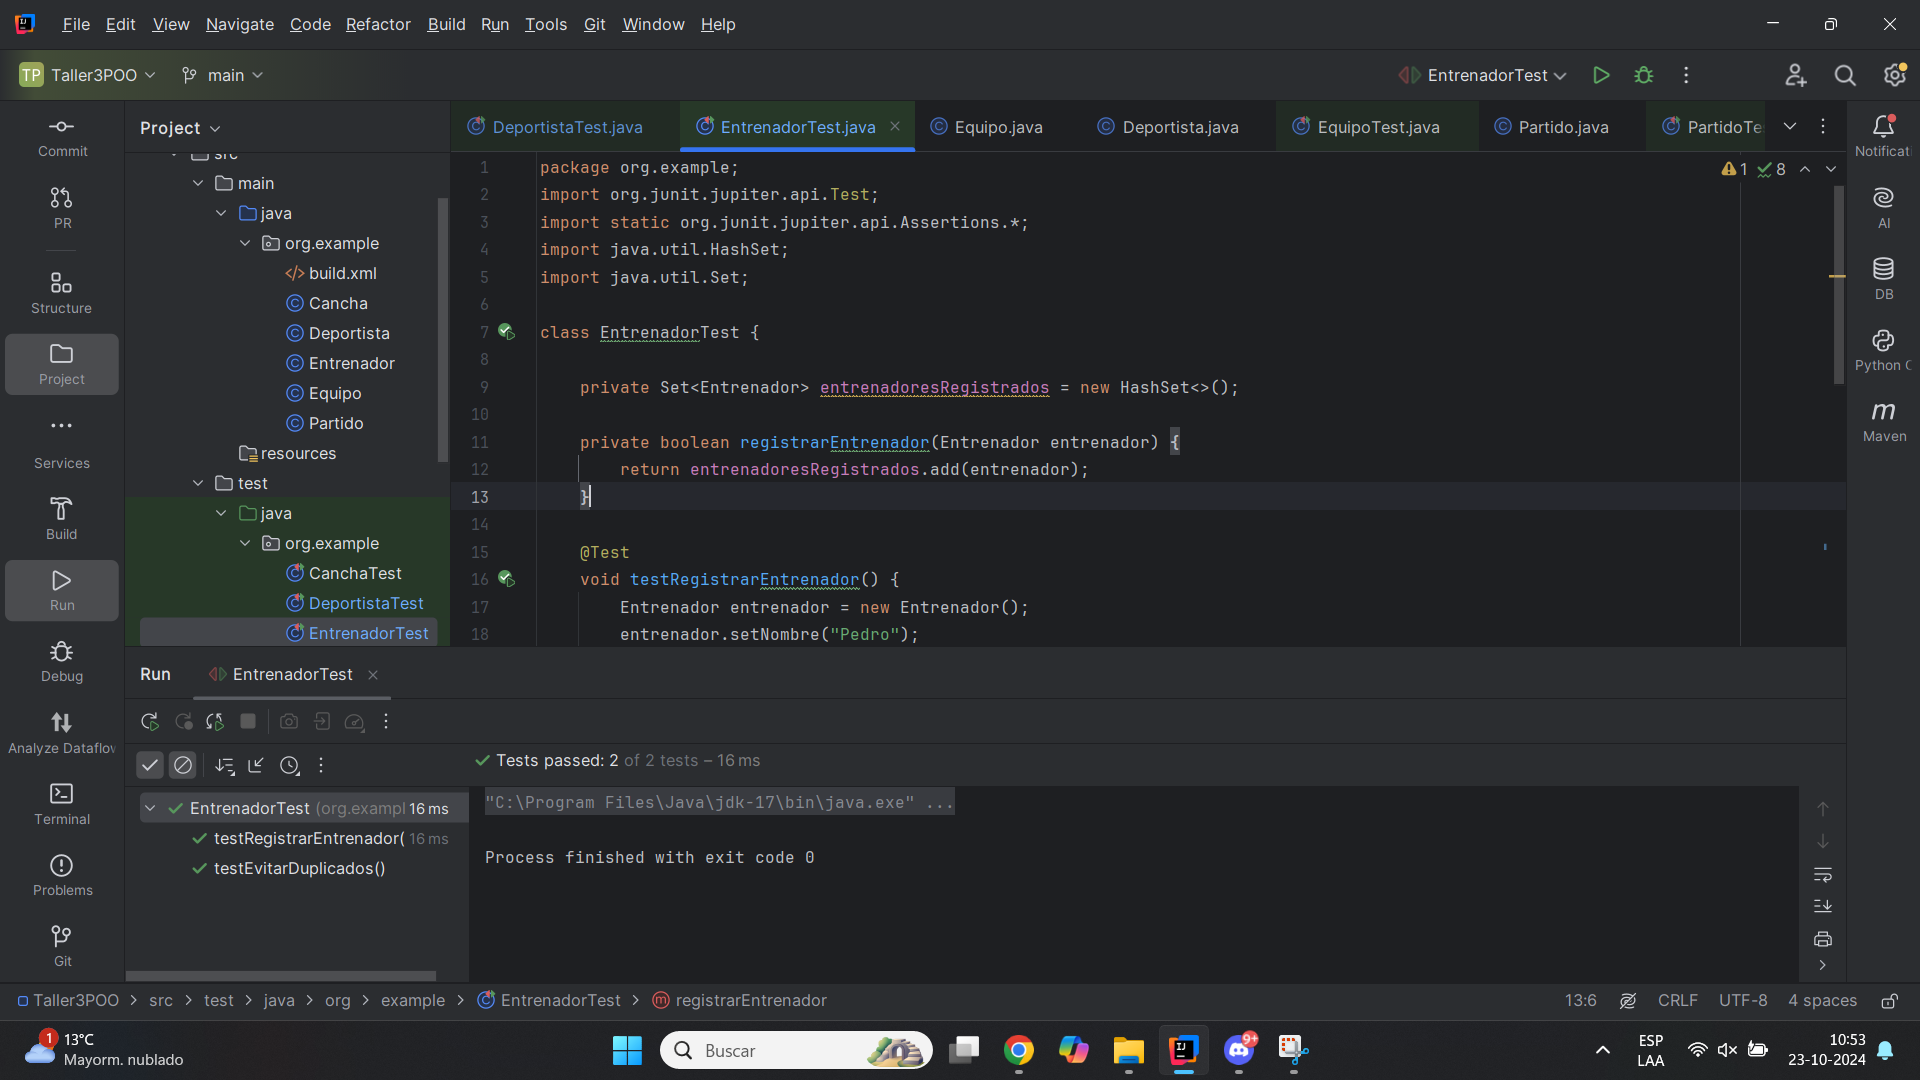 File Edit View Navigate Code Refactor Build Run Tools Git Window Help
TP Taller3POO main EntrenadorTest
Commit
PR
Structure
Project
Services
Build
Run
Debug
Analyze Dataflov
Terminal
Problems
Git
Project
src
main
java
org.example
</> build.xml
Cancha
Deportista
Entrenador
Equipo
Partido
resources
test
java
org.example
CanchaTest
DeportistaTest
EntrenadorTest
DeportistaTest.java EntrenadorTest.java Equipo.java Deportista.java EquipoTest.java Partido.java PartidoTe
1 8
1 package org.example;
2 import org.junit.jupiter.api.Test;
3 import static org.junit.jupiter.api.Assertions.*;
4 import java.util.HashSet;
5 import java.util.Set;
6
7 class EntrenadorTest {
8
9 private Set<Entrenador> entrenadoresRegistrados = new HashSet<>();
10
11 private boolean registrarEntrenador(Entrenador entrenador) {
12 return entrenadoresRegistrados.add(entrenador);
13 }
14
15 @Test
16 void testRegistrarEntrenador() {
17 Entrenador entrenador = new Entrenador();
18 entrenador.setNombre("Pedro");
Notificati
AI
DB
Python C
m
Maven
Run EntrenadorTest
Tests passed: 2 of 2 tests – 16 ms
EntrenadorTest (org.exampl 16 ms
testRegistrarEntrenador( 16 ms
testEvitarDuplicados()
"C:\Program Files\Java\jdk-17\bin\java.exe" ...
Process finished with exit code 0
Taller3POO > src > test > java > org > example > EntrenadorTest > m registrarEntrenador
13:6 CRLF UTF-8 4 spaces
1
13°C
Mayorm. nublado
Buscar
9+
ESP
LAA
10:53
23-10-2024